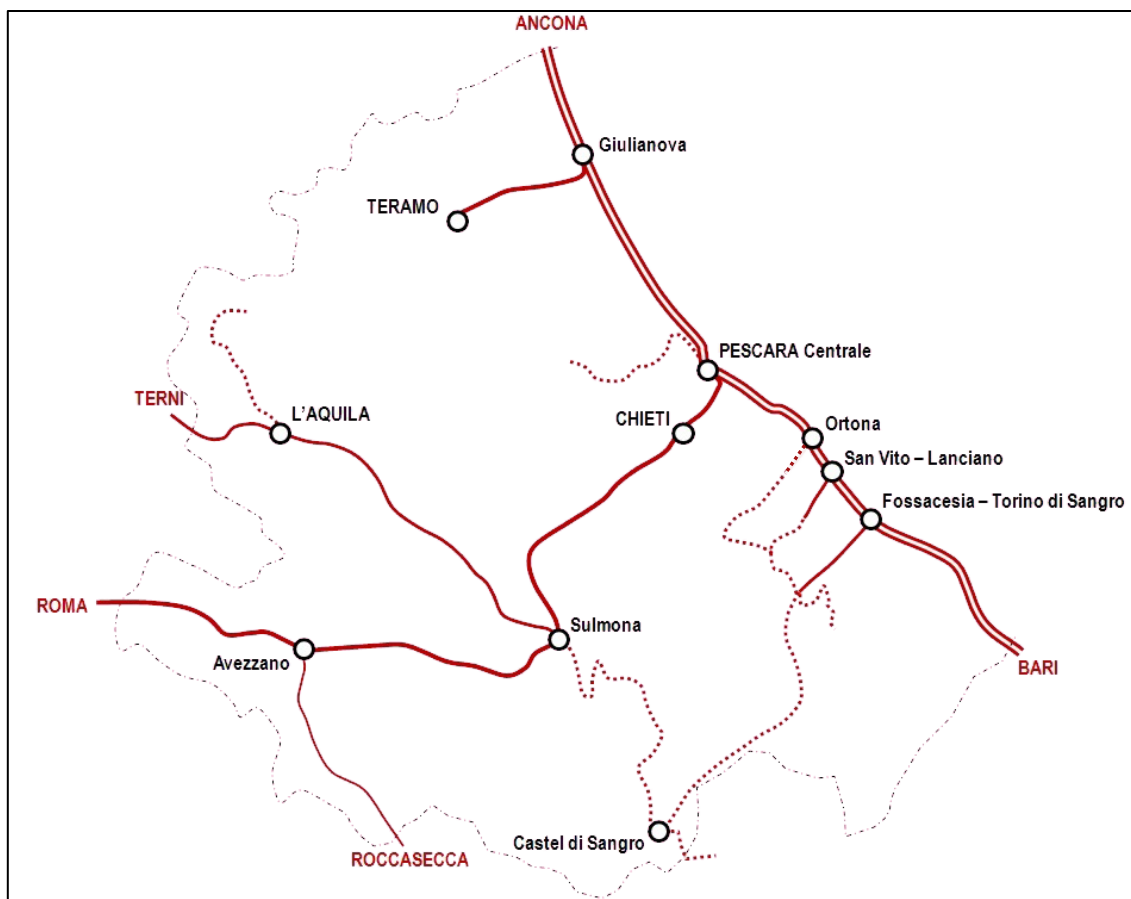 ANCONA
Giulianova
TERAMO
PESCARA Centrale
TERNI
L'AQUILA
CHIETI
Ortona
San Vito – Lanciano
Fossacesia – Torino di Sangro
ROMA
Sulmona
Avezzano
BARI
Castel di Sangro
ROCCASECCA